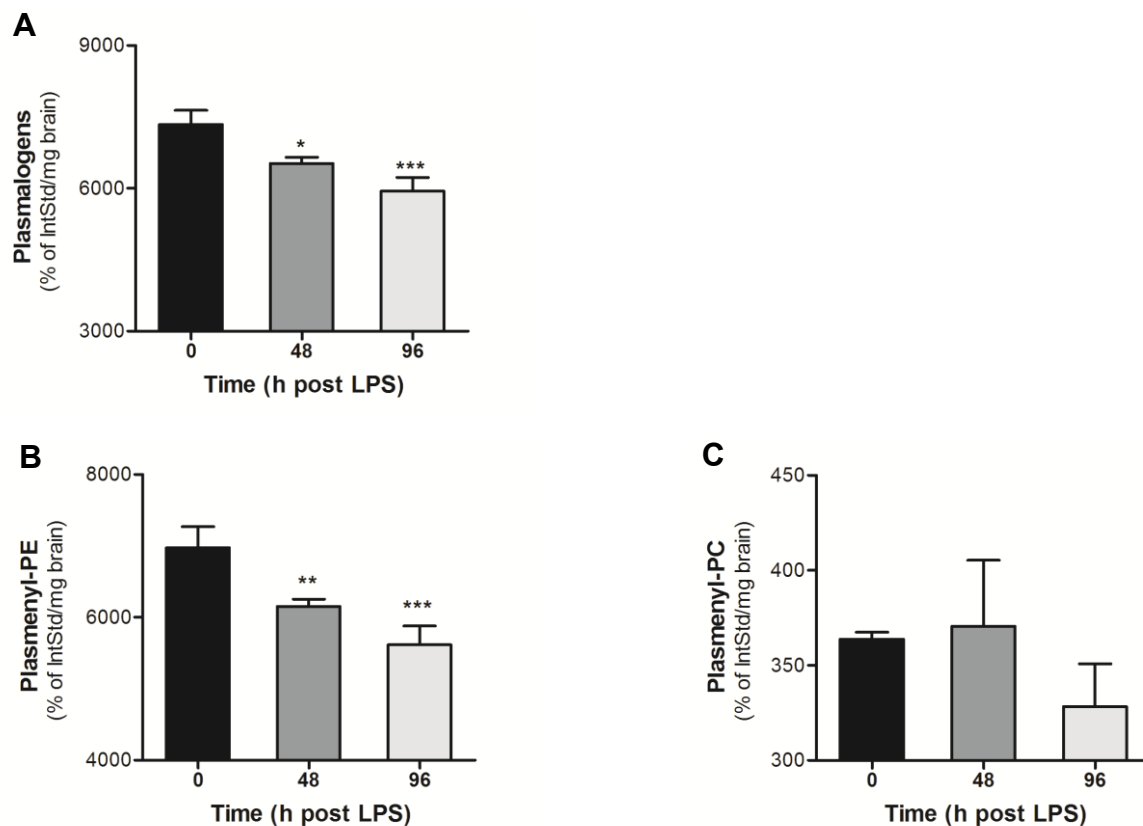 A
Plasmalogens
(% of IntStd/mg brain)
9000
6000
3000
*
***
0 48 96
Time (h post LPS)
B
Plasmenyl-PE
(% of IntStd/mg brain)
8000
6000
4000
**
***
0 48 96
Time (h post LPS)
C
Plasmenyl-PC
(% of IntStd/mg brain)
450
400
350
300
0 48 96
Time (h post LPS)